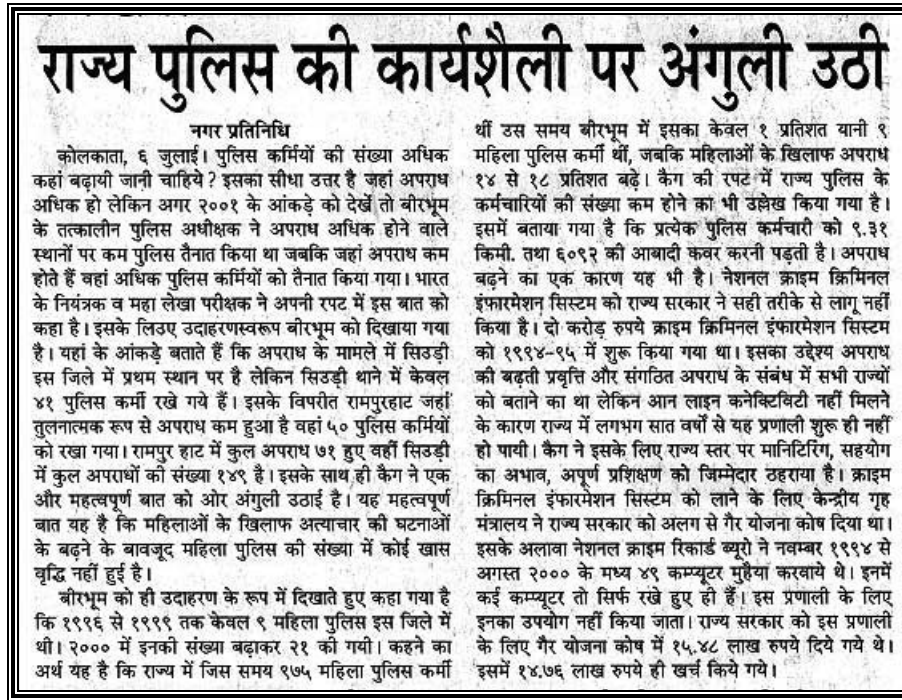 राज्य पुलिस की कार्यशैली पर अंगुली उठी
नगर प्रतिनिधि
कोलकाता, ६ जुलाई। पुलिस कर्मियों की संख्या अधिक
कहां बढ़ायी जानी चाहिये? इसका सीधा उत्तर है जहां अपराध
अधिक हो लेकिन अगर २००१ के आंकड़े को देखें तो बीरभूम
के तत्कालीन पुलिस अधीक्षक ने अपराध अधिक होने वाले
स्थानों पर कम पुलिस तैनात किया था जबकि जहां अपराध कम
होते हैं वहां अधिक पुलिस कर्मियों को तैनात किया गया। भारत
के नियंत्रक व महा लेखा परीक्षक ने अपनी रपट में इस बात को
कहा है। इसके लिउए उदाहरणस्वरूप बीरभूम को दिखाया गया
है। यहां के आंकड़े बताते हैं कि अपराध के मामले में सिउड़ी
इस जिले में प्रथम स्थान पर है लेकिन सिउड़ी थाने में केवल
४१ पुलिस कर्मी रखे गये हैं। इसके विपरीत रामपुरहाट जहां
तुलनात्मक रूप से अपराध कम हुआ है वहां ५० पुलिस कर्मियों
को रखा गया। रामपुर हाट में कुल अपराध ७१ हुए वहीं सिउड़ी
में कुल अपराधों की संख्या १४९ है। इसके साथ ही कैग ने एक
और महत्वपूर्ण बात को ओर अंगुली उठाई है। यह महत्वपूर्ण
बात यह है कि महिलाओं के खिलाफ अत्याचार की घटनाओं
के बढ़ने के बावजूद महिला पुलिस की संख्या में कोई खास
वृद्धि नहीं हुई है।
बीरभूम को ही उदाहरण के रूप में दिखाते हुए कहा गया है
कि १९९६ से १९९९ तक केवल ९ महिला पुलिस इस जिले में
थी। २००० में इनकी संख्या बढ़ाकर २१ की गयी। कहने का
अर्थ यह है कि राज्य में जिस समय ९७५ महिला पुलिस कर्मी
थीं उस समय बीरभूम में इसका केवल १ प्रतिशत यानी ९
महिला पुलिस कर्मी थीं, जबकि महिलाओं के खिलाफ अपराध
१४ से १८ प्रतिशत बढ़े। कैग की रपट में राज्य पुलिस के
कर्मचारियों की संख्या कम होने का भी उल्लेख किया गया है।
इसमें बताया गया है कि प्रत्येक पुलिस कर्मचारी को ९.३१
किमी. तथा ६०९२ की आबादी कवर करनी पड़ती है। अपराध
बढ़ने का एक कारण यह भी है। नेशनल क्राइम क्रिमिनल
इंफारमेशन सिस्टम को राज्य सरकार ने सही तरीके से लागू नहीं
किया है। दो करोड़ रुपये क्राइम क्रिमिनल इंफारमेशन सिस्टम
को १९९४-९५ में शुरू किया गया था। इसका उद्देश्य अपराध
की बढ़ती प्रवृत्ति और संगठित अपराध के संबंध में सभी राज्यों
को बताने का था लेकिन आन लाइन कनेक्टिविटी नहीं मिलने
के कारण राज्य में लगभग सात वर्षों से यह प्रणाली शुरू ही नहीं
हो पायी। कैग ने इसके लिए राज्य स्तर पर मानिटिरिंग, सहयोग
का अभाव, अपूर्ण प्रशिक्षण को जिम्मेदार ठहराया है। क्राइम
क्रिमिनल इंफारमेशन सिस्टम को लाने के लिए केन्द्रीय गृह
मंत्रालय ने राज्य सरकार को अलग से गैर योजना कोष दिया था।
इसके अलावा नेशनल क्राइम रिकार्ड ब्यूरो ने नवम्बर १९९४ से
अगस्त २००० के मध्य ४९ कम्प्यूटर मुहैया करवाये थे। इनमें
कई कम्प्यूटर तो सिर्फ रखे हुए ही हैं। इस प्रणाली के लिए
इनका उपयोग नहीं किया जाता। राज्य सरकार को इस प्रणाली
के लिए गैर योजना कोष में १५.४८ लाख रुपये दिये गये थे।
इसमें १४.७६ लाख रुपये ही खर्च किये गये।